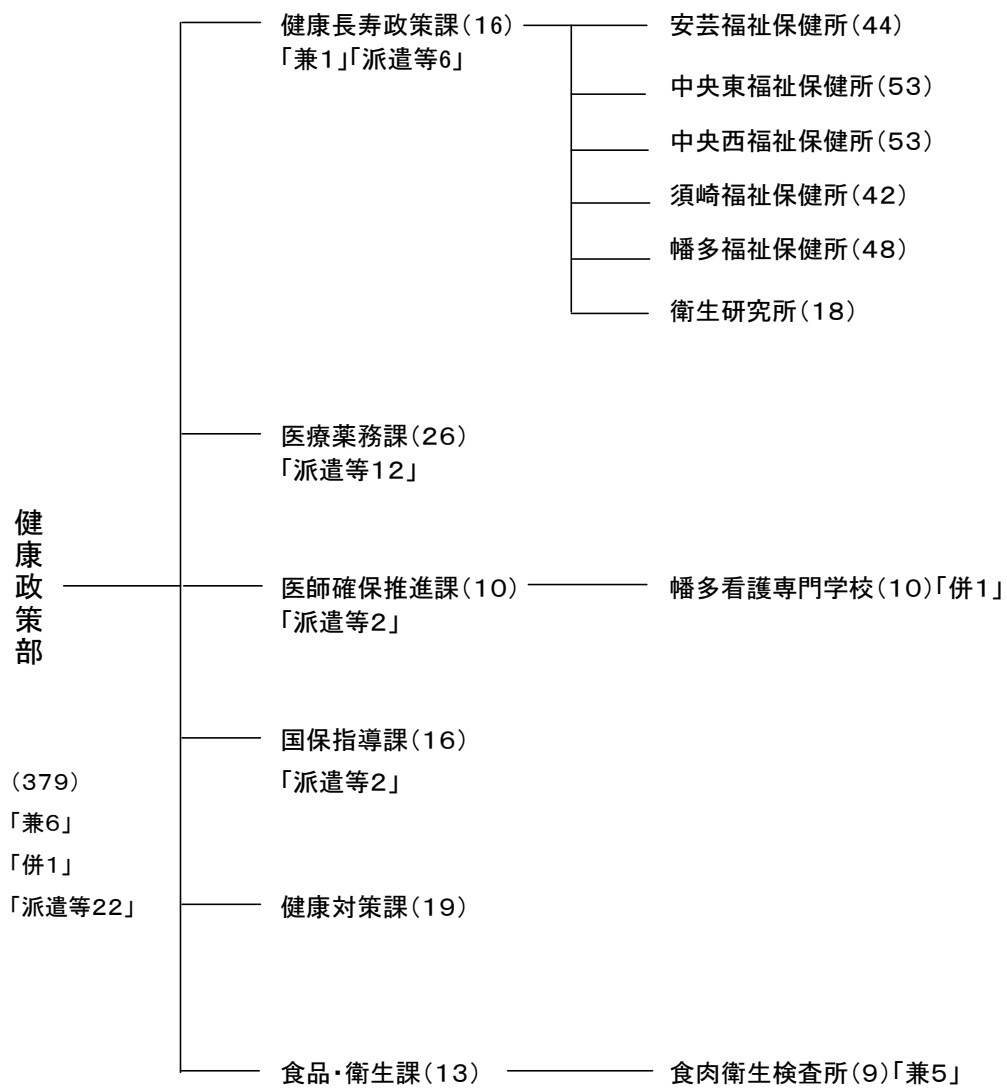 健康政策部
(379)
「兼6」
「併1」
「派遣等22」
健康長寿政策課(16)
「兼1」「派遣等6」
安芸福祉保健所(44)
中央東福祉保健所(53)
中央西福祉保健所(53)
須崎福祉保健所(42)
幡多福祉保健所(48)
衛生研究所(18)
医療薬務課(26)
「派遣等12」
医師確保推進課(10)
「派遣等2」
幡多看護専門学校(10)「併1」
国保指導課(16)
「派遣等2」
健康対策課(19)
食品・衛生課(13)
食肉衛生検査所(9)「兼5」